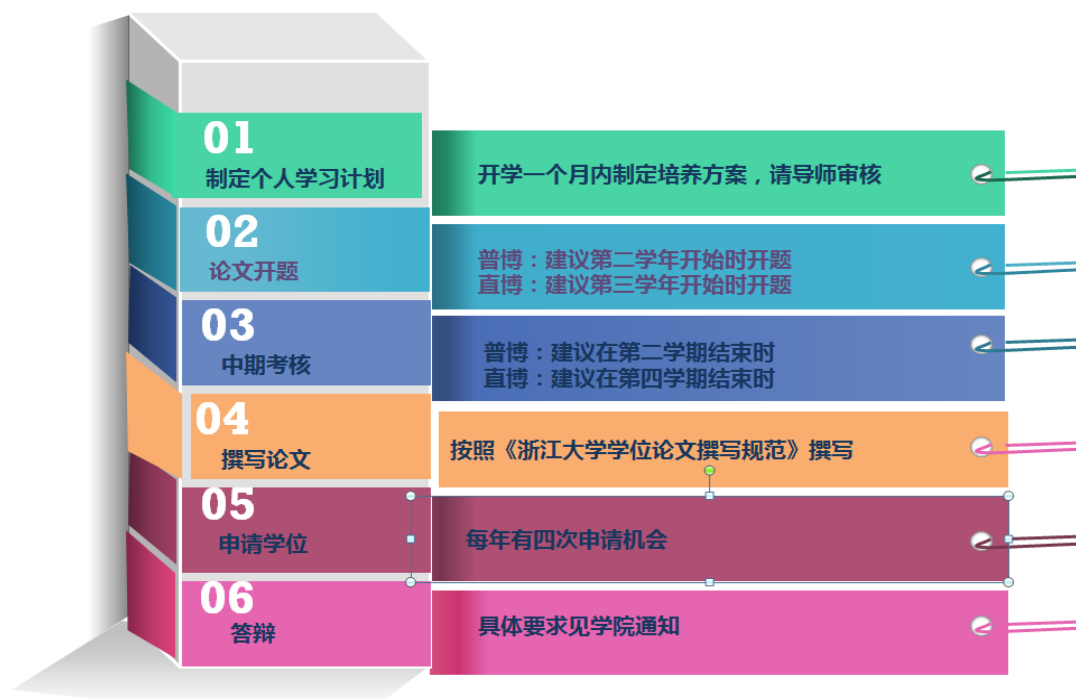 01
制定个人学习计划
开学一个月内制定培养方案，请导师审核
02
论文开题
普博：建议第二学年开始时开题
直博：建议第三学年开始时开题
03
中期考核
普博：建议在第二学期结束时
直博：建议在第四学期结束时
04
撰写论文
按照《浙江大学学位论文撰写规范》撰写
05
申请学位
每年有四次申请机会
06
答辩
具体要求见学院通知